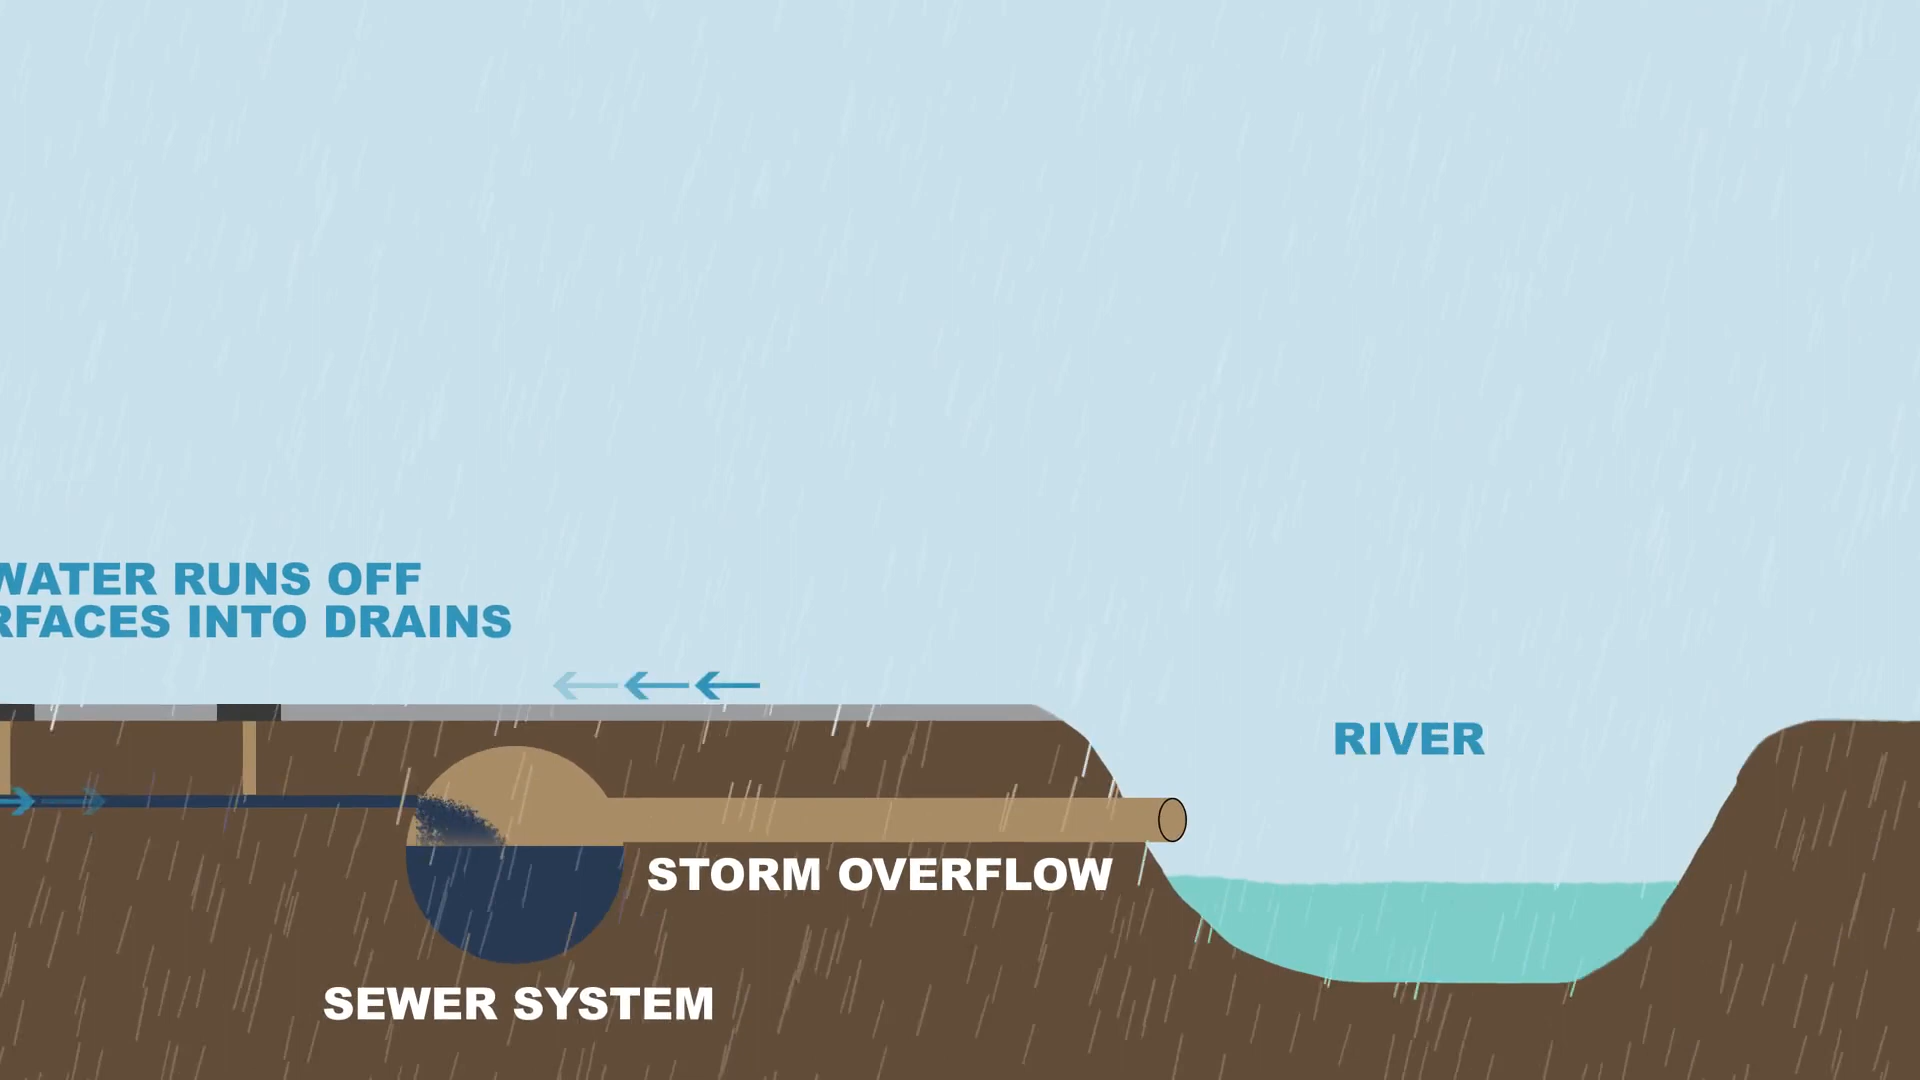 WATER RUNS OFF
RFACES INTO DRAINS
RIVER
STORM OVERFLOW
SEWER SYSTEM